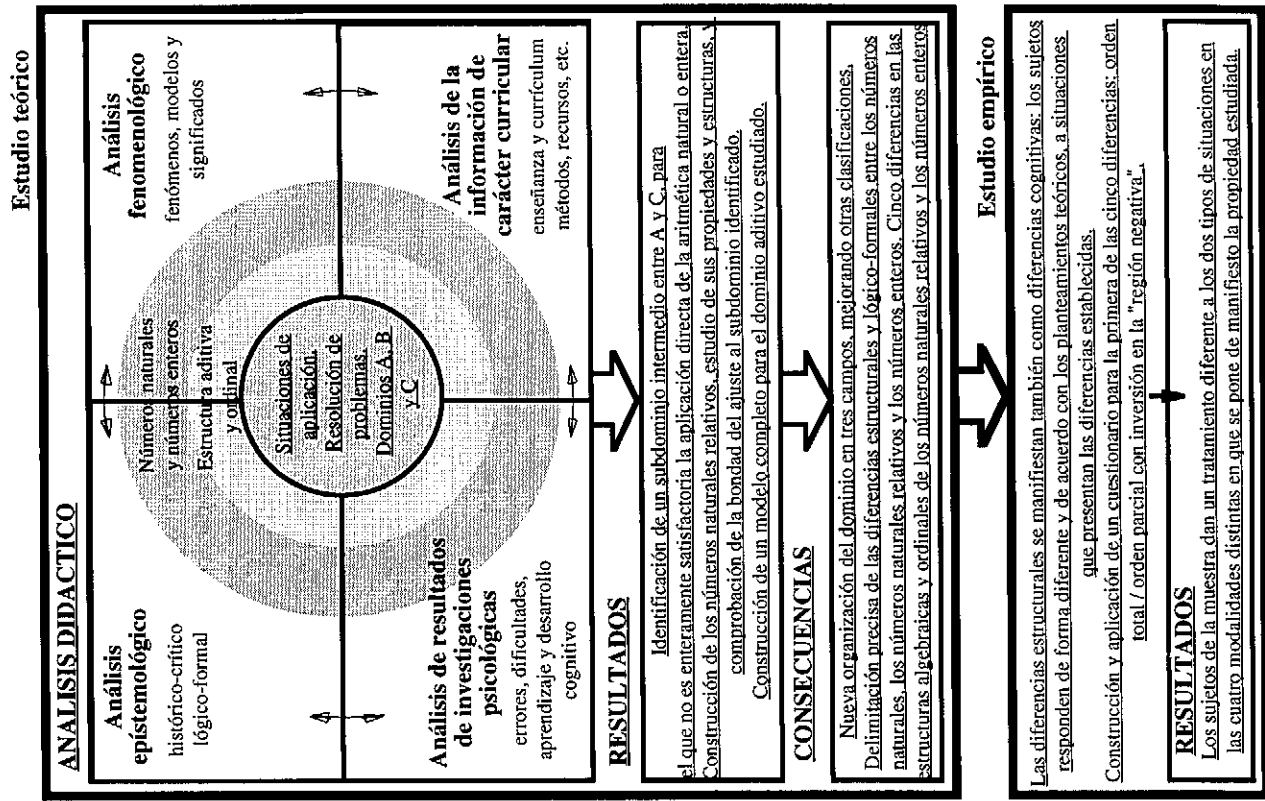 Estudio teórico
ANALISIS DIDACTICO
Análisis
epistemológico
histórico-crítico
lógico-formal
Análisis
fenomenológico
fenómenos, modelos y
significados
Números naturales
y números enteros
Estructura aditiva
y ordinal
Situaciones de
aplicación.
Resolución de
problemas.
Dominios A, B
y C
Análisis de resultados
de investigaciones
psicológicas
errores, dificultades,
aprendizaje y desarrollo
cognitivo
Análisis de la
información de
carácter curricular
enseñanza y currículum
métodos, recursos, etc.
RESULTADOS
Identificación de un subdominio intermedio entre A y C, para
el que no es enteramente satisfactoria la aplicación directa de la aritmética natural o entera.
Construcción de los números naturales relativos, estudio de sus propiedades y estructuras, y
comprobación de la bondad del ajuste al subdominio identificado.
Construcción de un modelo completo para el dominio aditivo estudiado.
CONSECUENCIAS
Nueva organización del dominio en tres campos, mejorando otras clasificaciones.
Delimitación precisa de las diferencias estructurales y lógico-formales entre los números
naturales, los números naturales relativos y los números enteros. Cinco diferencias en las
estructuras algebraicas y ordinales de los números naturales relativos y los números enteros
Estudio empírico
Las diferencias estructurales se manifiestan también como diferencias cognitivas; los sujetos
responden de forma diferente y de acuerdo con los planteamientos teóricos, a situaciones
que presentan las diferencias establecidas.
Construcción y aplicación de un cuestionario para la primera de las cinco diferencias: orden
total / orden parcial con inversión en la "región negativa".
RESULTADOS
Los sujetos de la muestra dan un tratamiento diferente a los dos tipos de situaciones en
las cuatro modalidades distintas en que se pone de manifiesto la propiedad estudiada.